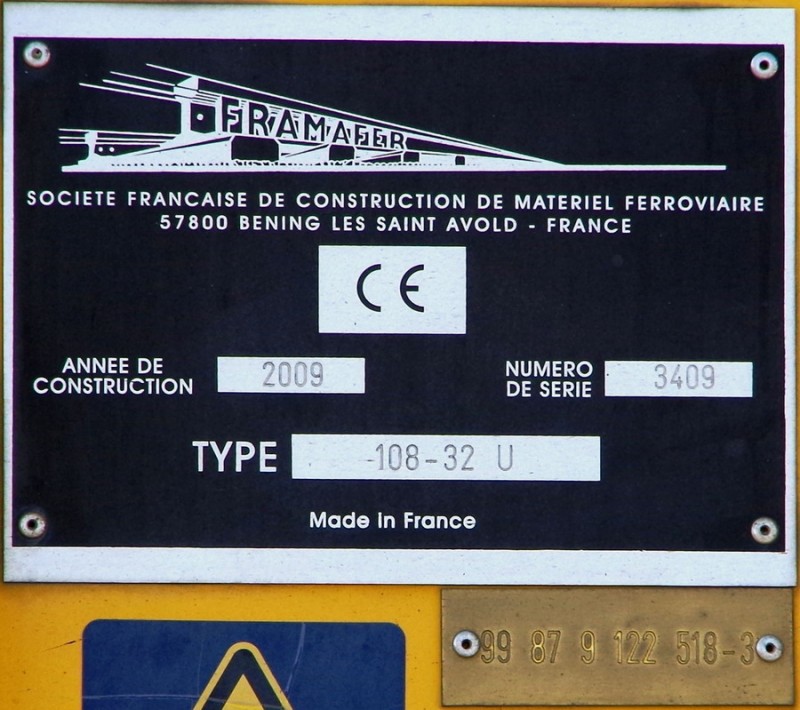 FRAMAFER
SOCIETE FRANCAISE DE CONSTRUCTION DE MATERIEL FERROVIAIRE
57800 BENING LES SAINT AVOLD - FRANCE
CE
ANNEE DE
CONSTRUCTION
2009
NUMERO
DE SERIE
3409
TYPE
108-32 U
Made in France
99 87 9 122 518-3